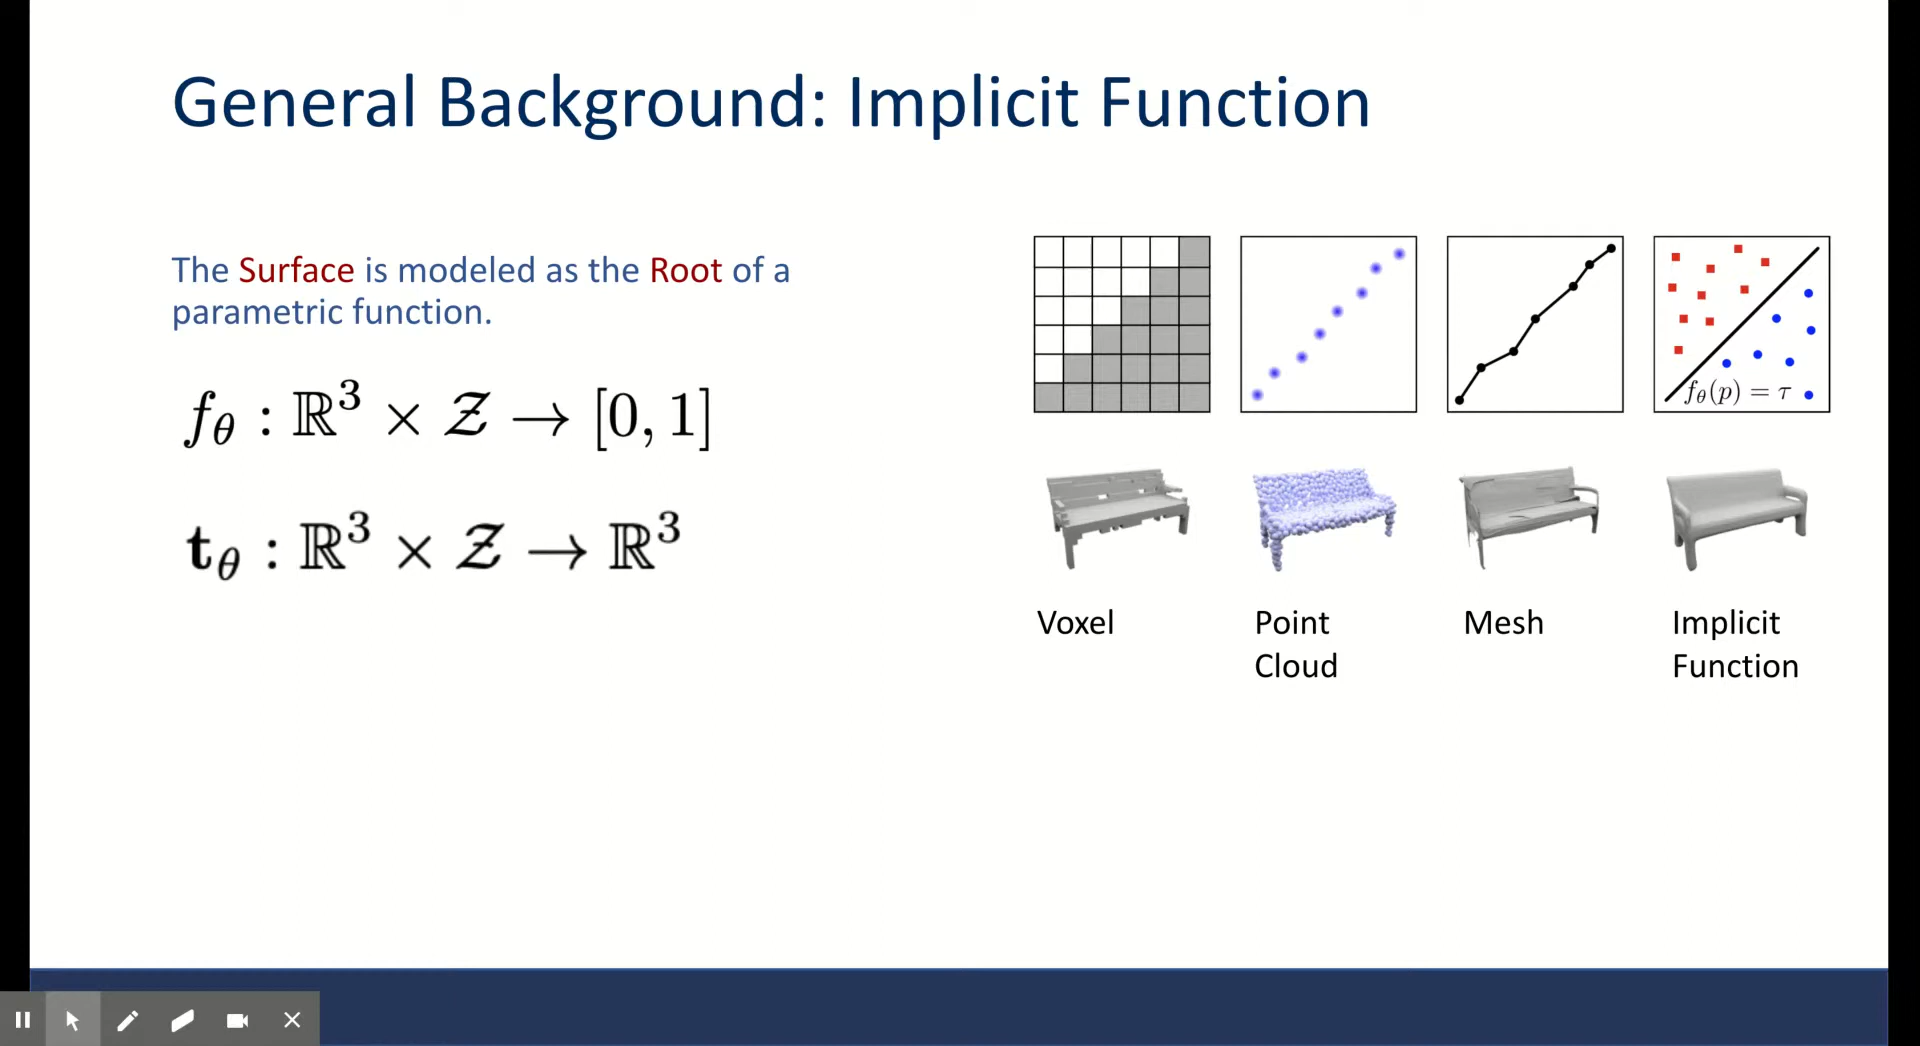 General Background: Implicit Function
The Surface is modeled as the Root of a
parametric function.
f_θ : ℝ³ × 𝒵 → [0, 1]
𝐭_θ : ℝ³ × 𝒵 → ℝ³
f_θ(p) = τ
Voxel
Point
Cloud
Mesh
Implicit
Function